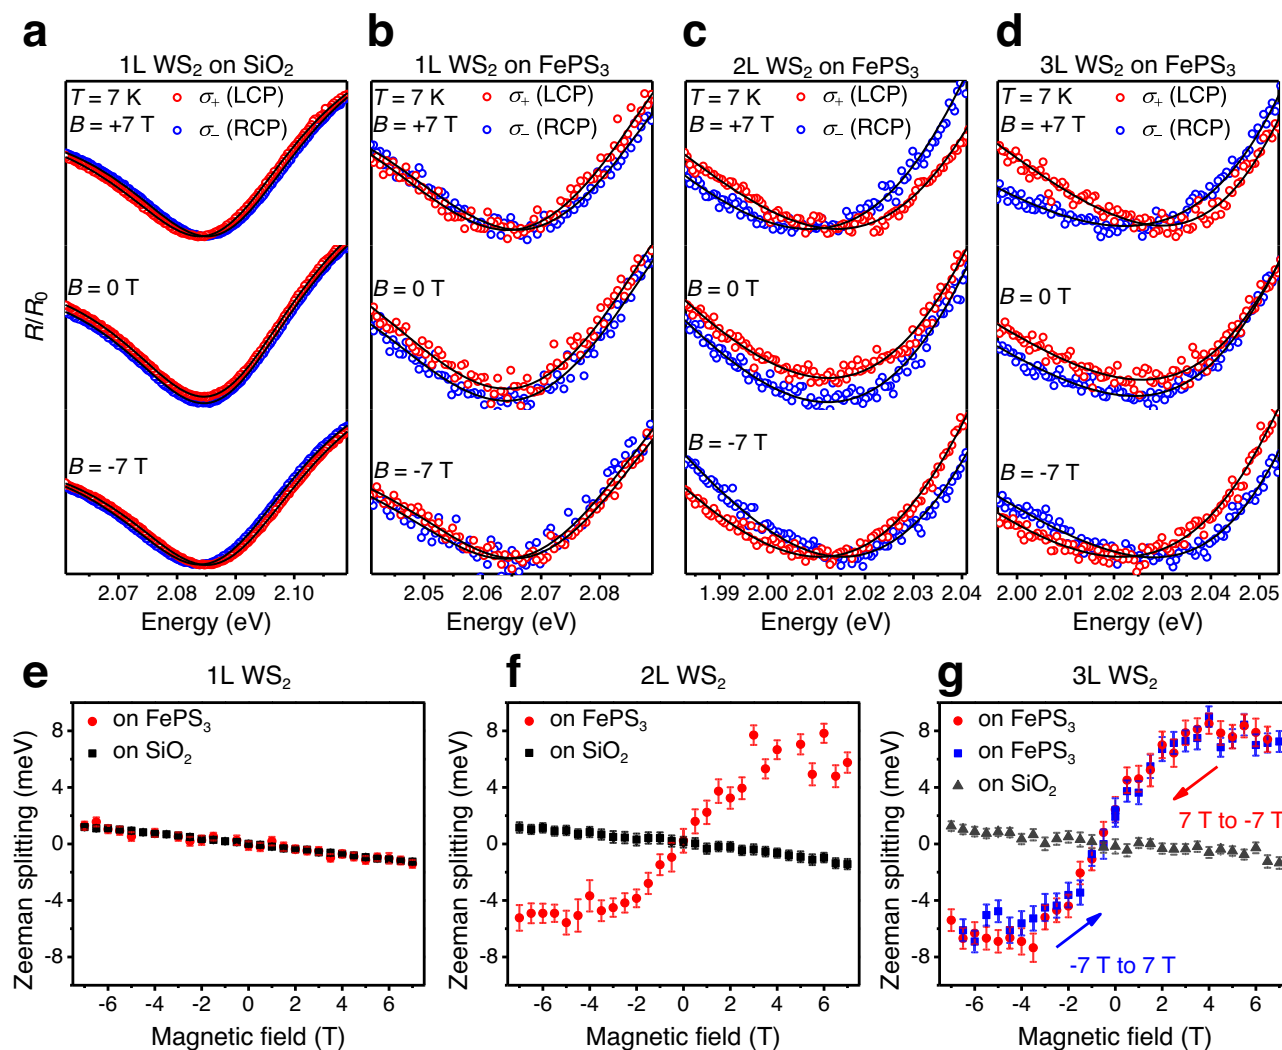 a
1L WS2 on SiO2
T = 7 K
σ+ (LCP)
B = +7 T
σ− (RCP)
B = 0 T
B = -7 T
R/R0
2.07 2.08 2.09 2.10
Energy (eV)
b
1L WS2 on FePS3
T = 7 K
σ+ (LCP)
B = +7 T
σ− (RCP)
B = 0 T
B = -7 T
2.05 2.06 2.07 2.08
Energy (eV)
c
2L WS2 on FePS3
T = 7 K
σ+ (LCP)
B = +7 T
σ− (RCP)
B = 0 T
B = -7 T
1.99 2.00 2.01 2.02 2.03 2.04
Energy (eV)
d
3L WS2 on FePS3
T = 7 K
σ+ (LCP)
B = +7 T
σ− (RCP)
B = 0 T
B = -7 T
2.00 2.01 2.02 2.03 2.04 2.05
Energy (eV)
e
1L WS2
on FePS3
on SiO2
Zeeman splitting (meV)
8
4
0
-4
-8
-6 -4 -2 0 2 4 6
Magnetic field (T)
f
2L WS2
on FePS3
on SiO2
Zeeman splitting (meV)
8
4
0
-4
-8
-6 -4 -2 0 2 4 6
Magnetic field (T)
g
3L WS2
on FePS3
on FePS3
on SiO2
7 T to -7 T
-7 T to 7 T
Zeeman splitting (meV)
8
4
0
-4
-8
-6 -4 -2 0 2 4 6
Magnetic field (T)